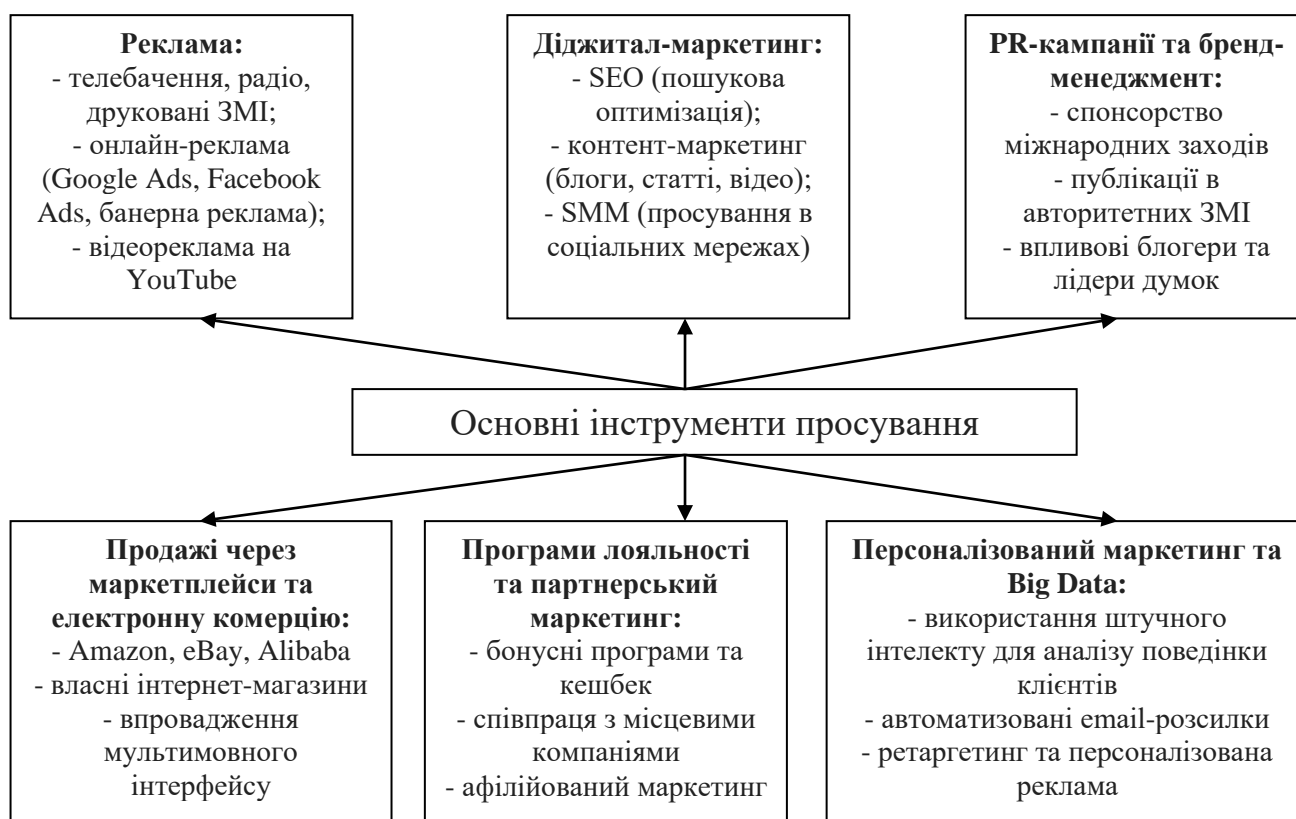 Реклама:
- телебачення, радіо,
друковані ЗМІ;
- онлайн-реклама
(Google Ads, Facebook
Ads, банерна реклама);
- відеореклама на
YouTube
Діджитал-маркетинг:
- SEO (пошукова
оптимізація);
- контент-маркетинг
(блоги, статті, відео);
- SMM (просування в
соціальних мережах)
PR-кампанії та бренд-
менеджмент:
- спонсорство
міжнародних заходів
- публікації в
авторитетних ЗМІ
- впливові блогери та
лідери думок
Основні інструменти просування
Продажі через
маркетплейси та
електронну комерцію:
- Amazon, eBay, Alibaba
- власні інтернет-магазини
- впровадження
мультимовного
інтерфейсу
Програми лояльності
та партнерський
маркетинг:
- бонусні програми та
кешбек
- співпраця з місцевими
компаніями
- афілійований маркетинг
Персоналізований маркетинг та
Big Data:
- використання штучного
інтелекту для аналізу поведінки
клієнтів
- автоматизовані email-розсилки
- ретаргетинг та персоналізована
реклама